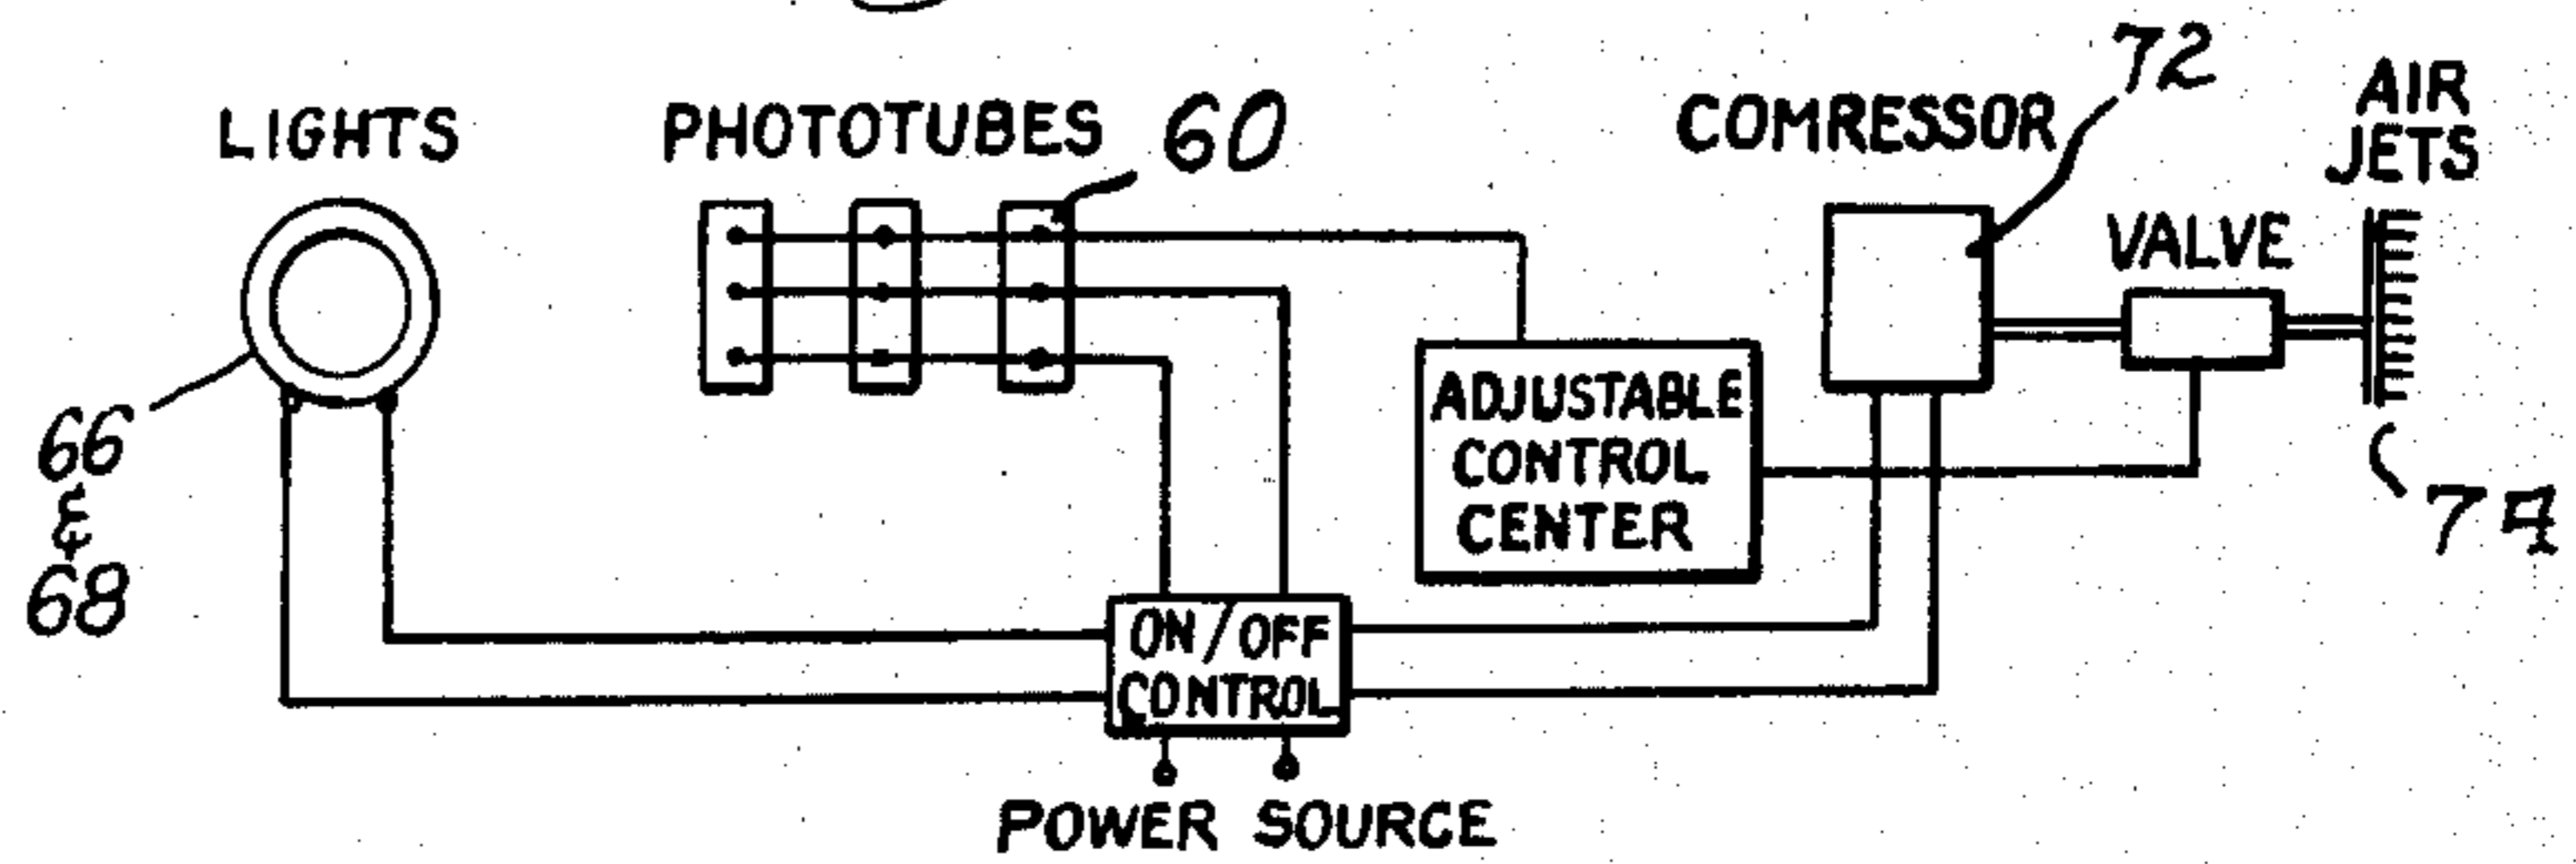 LIGHTS
PHOTOTUBES
60
COMRESSOR
72
AIR
JETS
VALVE
66
&
68
ADJUSTABLE
CONTROL
CENTER
74
ON/OFF
CONTROL
POWER SOURCE